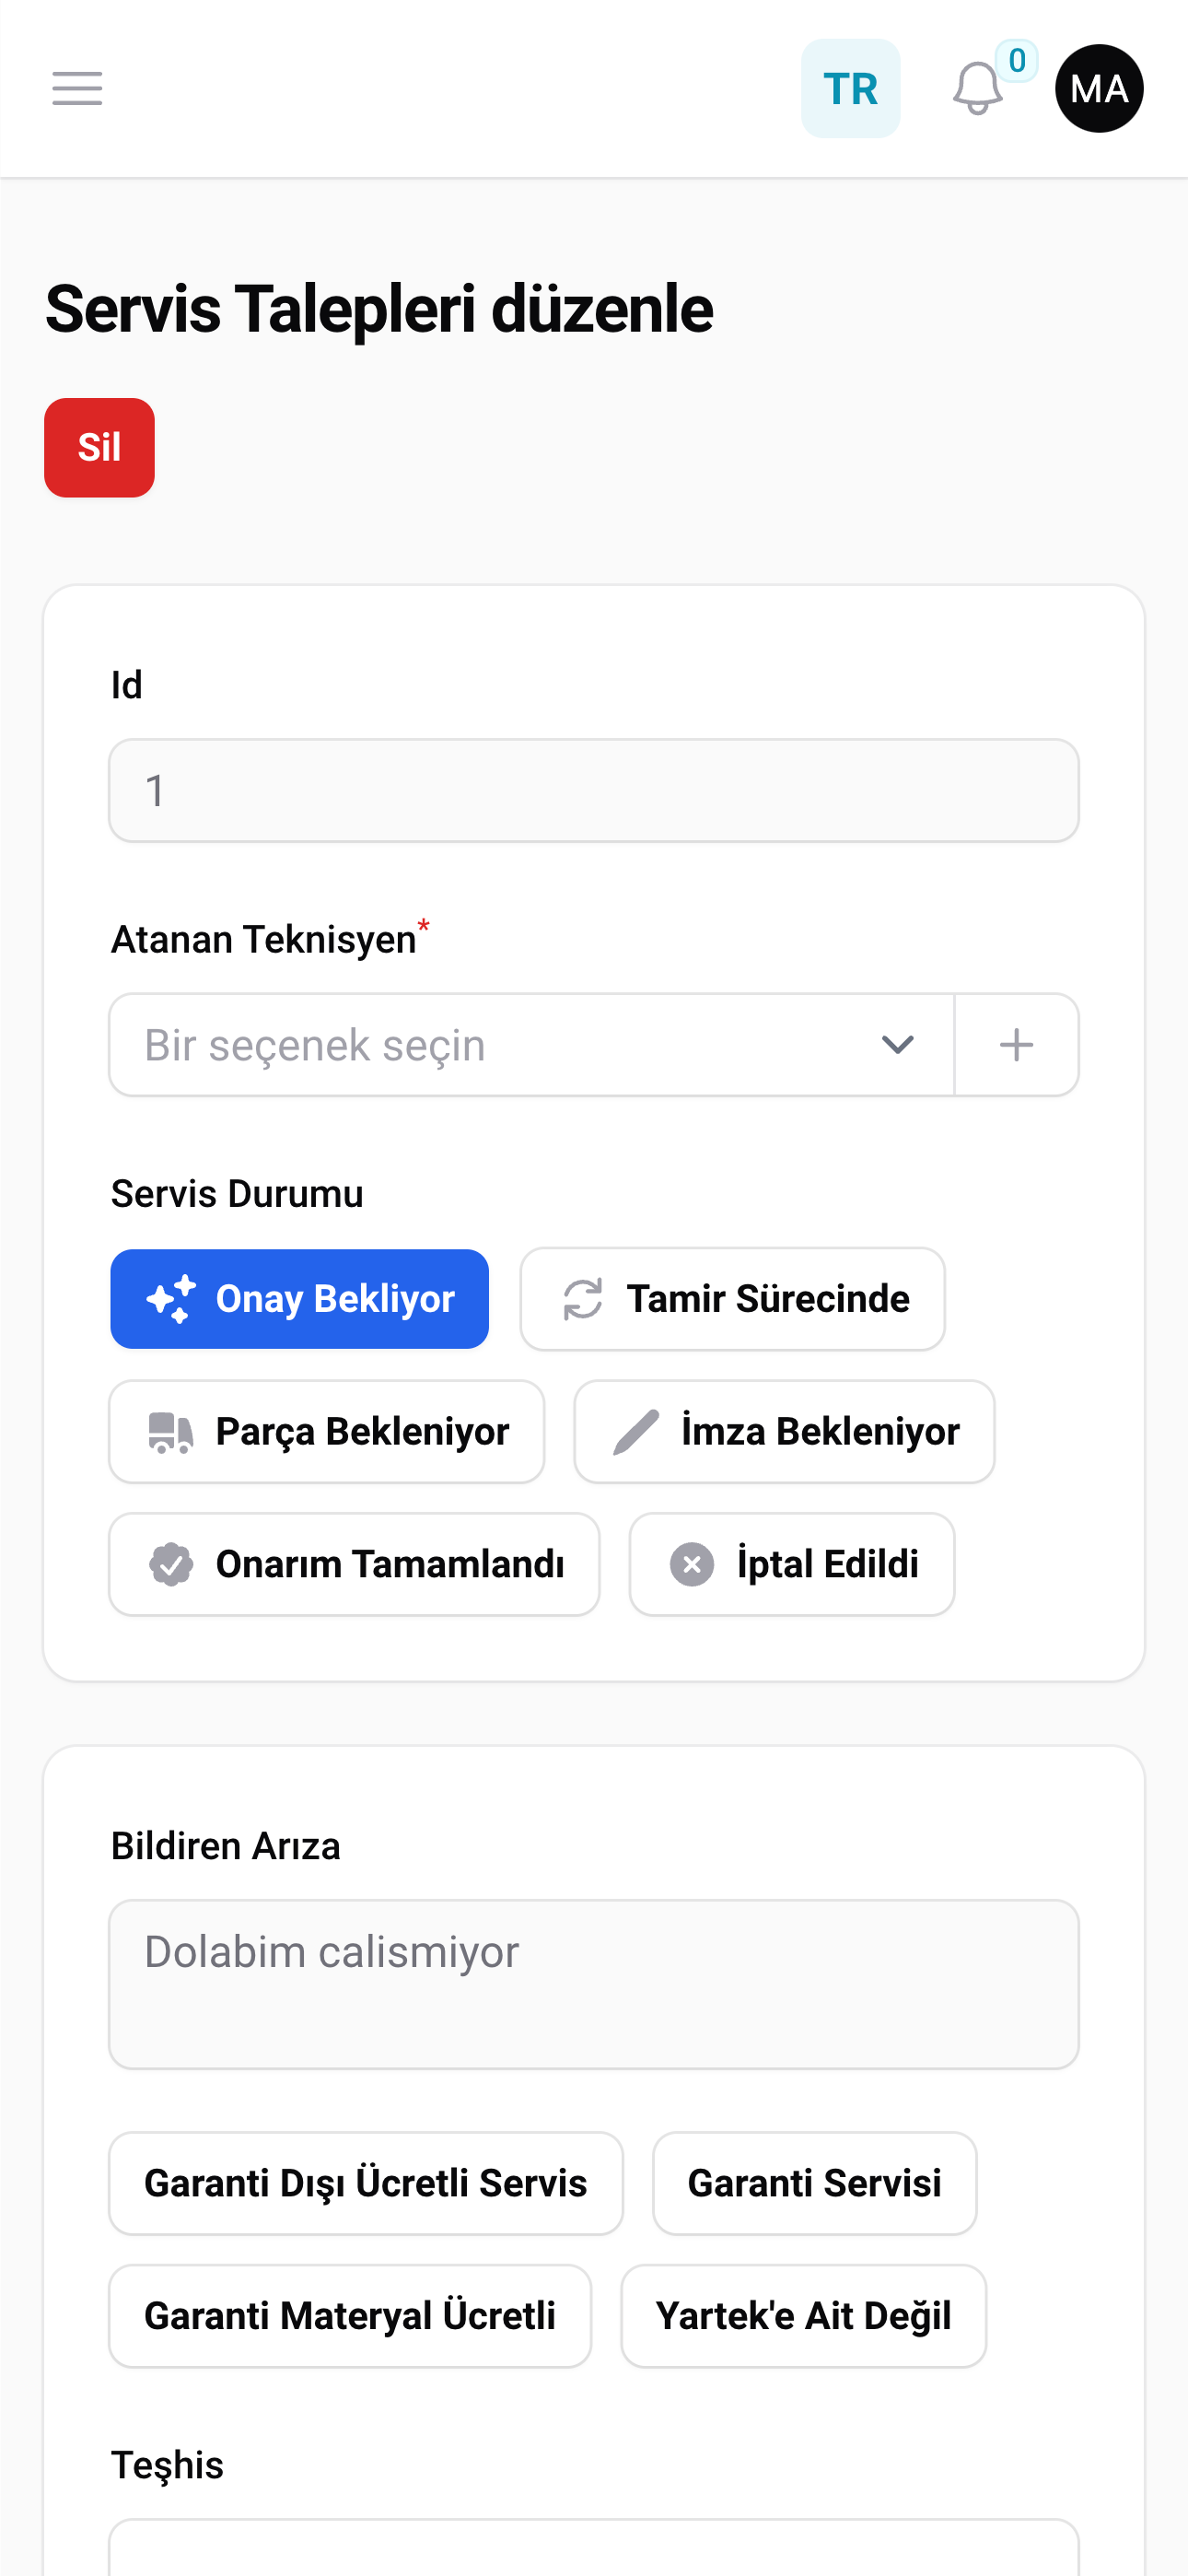 TR 0 MA
Servis Talepleri düzenle
Sil
Id
1
Atanan Teknisyen*
Bir seçenek seçin
Servis Durumu
Onay Bekliyor Tamir Sürecinde
Parça Bekleniyor İmza Bekleniyor
Onarım Tamamlandı İptal Edildi
Bildiren Arıza
Dolabim calismiyor
Garanti Dışı Ücretli Servis Garanti Servisi
Garanti Materyal Ücretli Yartek'e Ait Değil
Teşhis